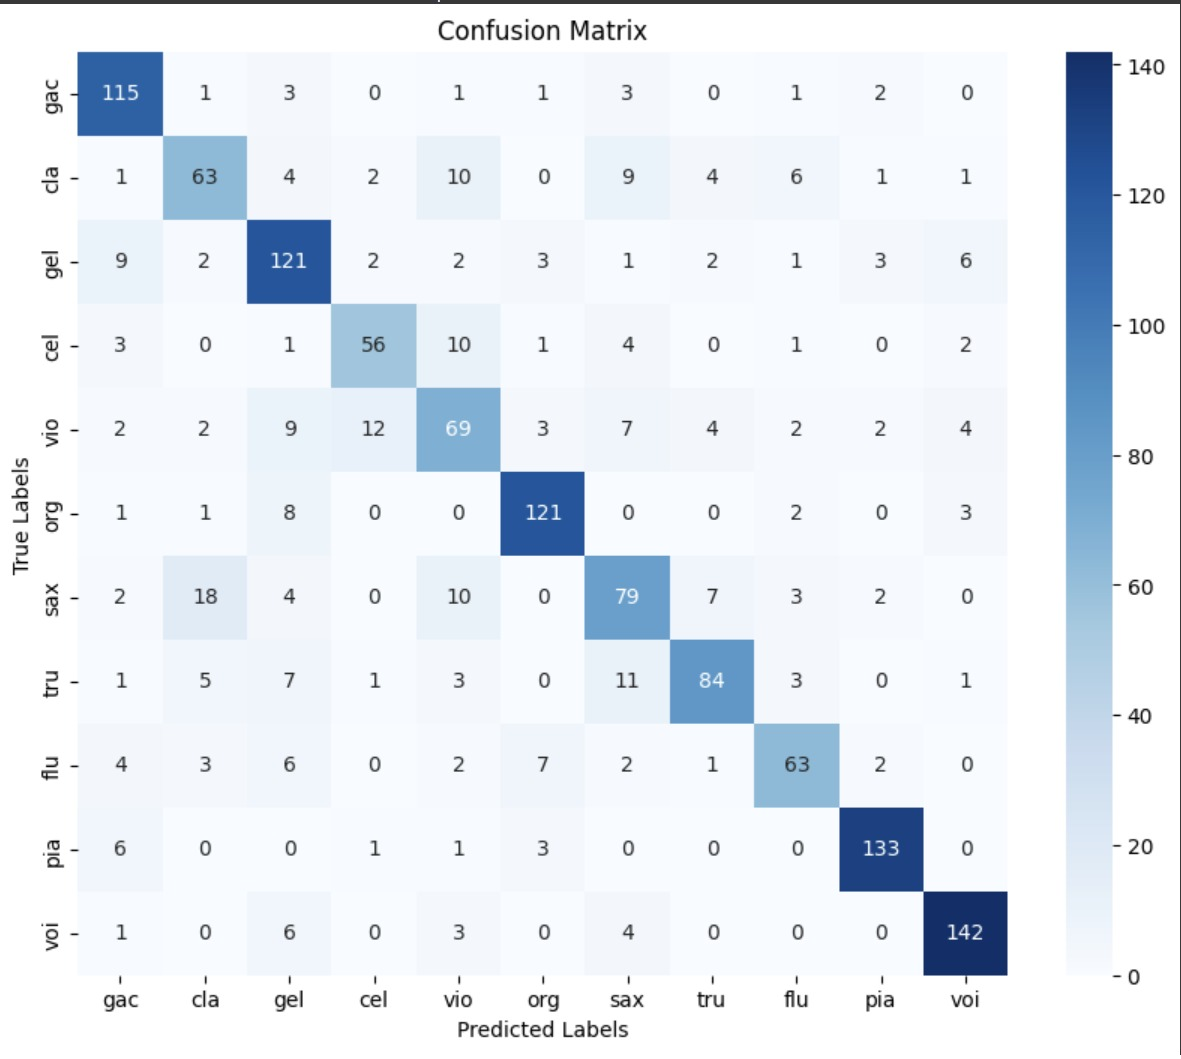 Confusion Matrix
gac 115 1 3 0 1 1 3 0 1 2 0
cla 1 63 4 2 10 0 9 4 6 1 1
gel 9 2 121 2 2 3 1 2 1 3 6
cel 3 0 1 56 10 1 4 0 1 0 2
vio 2 2 9 12 69 3 7 4 2 2 4
org 1 1 8 0 0 121 0 0 2 0 3
sax 2 18 4 0 10 0 79 7 3 2 0
tru 1 5 7 1 3 0 11 84 3 0 1
flu 4 3 6 0 2 7 2 1 63 2 0
pia 6 0 0 1 1 3 0 0 0 133 0
voi 1 0 6 0 3 0 4 0 0 0 142
gac cla gel cel vio org sax tru flu pia voi
True Labels
Predicted Labels
140
120
100
80
60
40
20
0